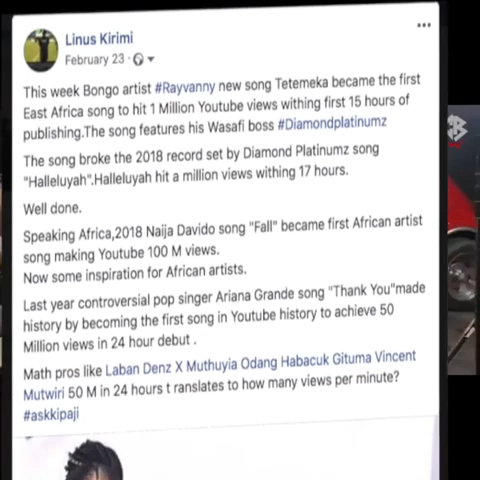 Linus Kirimi
February 23 ·
This week Bongo artist #Rayvanny new song Tetemeka became the first
East Africa song to hit 1 Million Youtube views withing first 15 hours of
publishing.The song features his Wasafi boss #Diamondplatinumz
The song broke the 2018 record set by Diamond Platinumz song
"Halleluyah".Halleluyah hit a million views withing 17 hours.
Well done.
Speaking Africa,2018 Naija Davido song "Fall" became first African artist
song making Youtube 100 M views.
Now some inspiration for African artists.
Last year controversial pop singer Ariana Grande song "Thank You"made
history by becoming the first song in Youtube history to achieve 50
Million views in 24 hour debut .
Math pros like Laban Denz X Muthuyia Odang Habacuk Gituma Vincent
Mutwiri 50 M in 24 hours t ranslates to how many views per minute?
#askkipaji